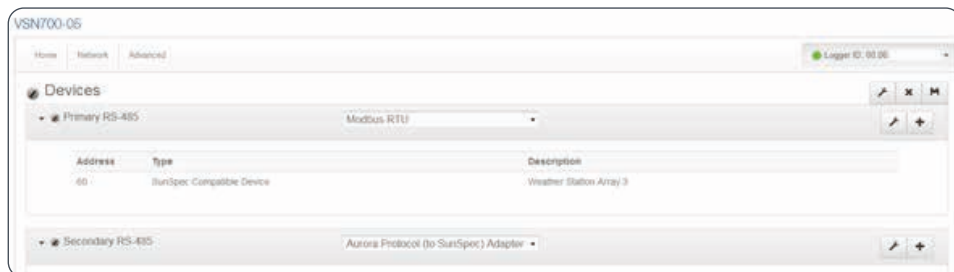 VSN700-05
Home Network Advanced Logger ID: 00.00
Devices
Primary RS-485 Modbus RTU
Address Type Description
60 SunSpec Compatible Device Weather Station Array 3
Secondary RS-485 Aurora Protocol (to SunSpec) Adapter